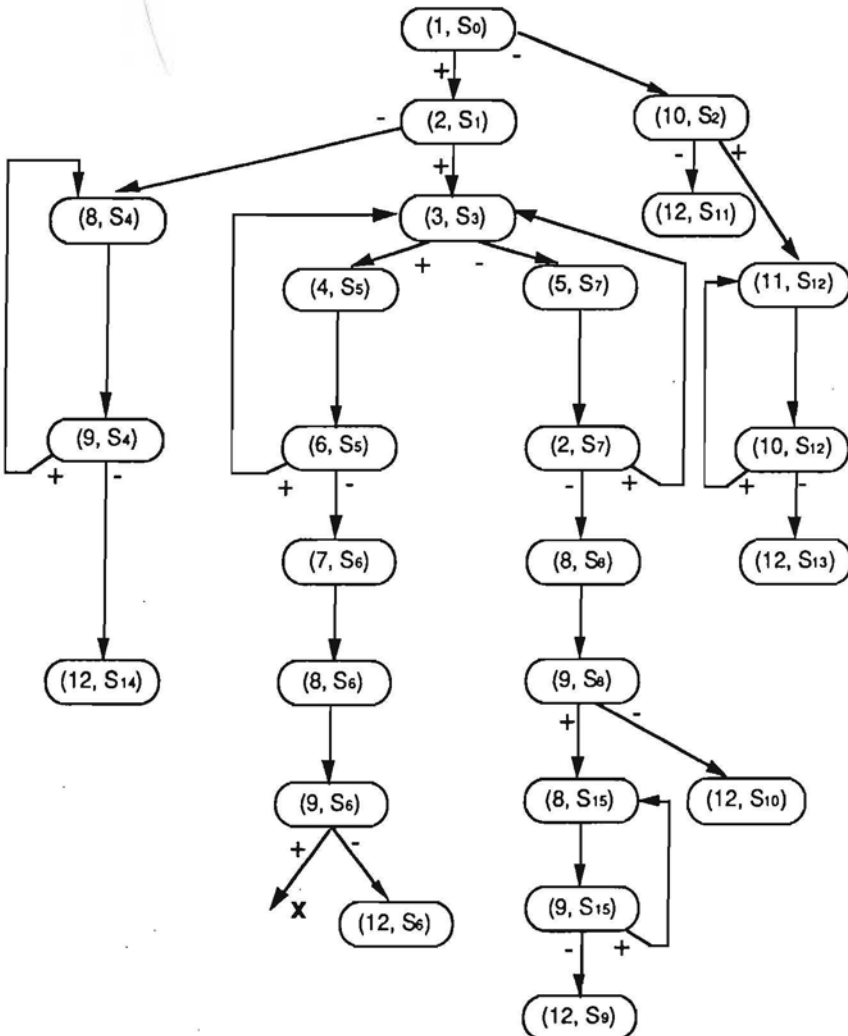 (1, S0)
+ -
(2, S1)
(10, S2)
- + - +
(8, S4)
(3, S3)
(12, S11)
+ -
(4, S5)
(5, S7)
(11, S12)
(9, S4)
(6, S5)
(2, S7)
(10, S12)
+ - + - - + + -
(7, S6)
(8, S8)
(12, S13)
(12, S14)
(8, S6)
(9, S8)
+ -
(9, S6)
(8, S15)
(12, S10)
+ -
X
(12, S6)
(9, S15)
- +
(12, S9)